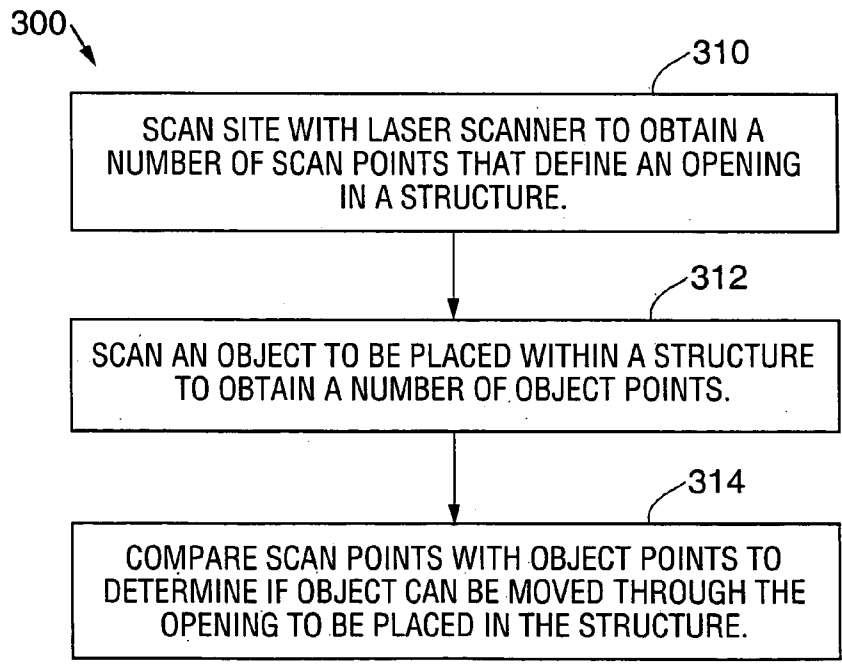 300
310
SCAN SITE WITH LASER SCANNER TO OBTAIN A
NUMBER OF SCAN POINTS THAT DEFINE AN OPENING
IN A STRUCTURE.
312
SCAN AN OBJECT TO BE PLACED WITHIN A STRUCTURE
TO OBTAIN A NUMBER OF OBJECT POINTS.
314
COMPARE SCAN POINTS WITH OBJECT POINTS TO
DETERMINE IF OBJECT CAN BE MOVED THROUGH THE
OPENING TO BE PLACED IN THE STRUCTURE.